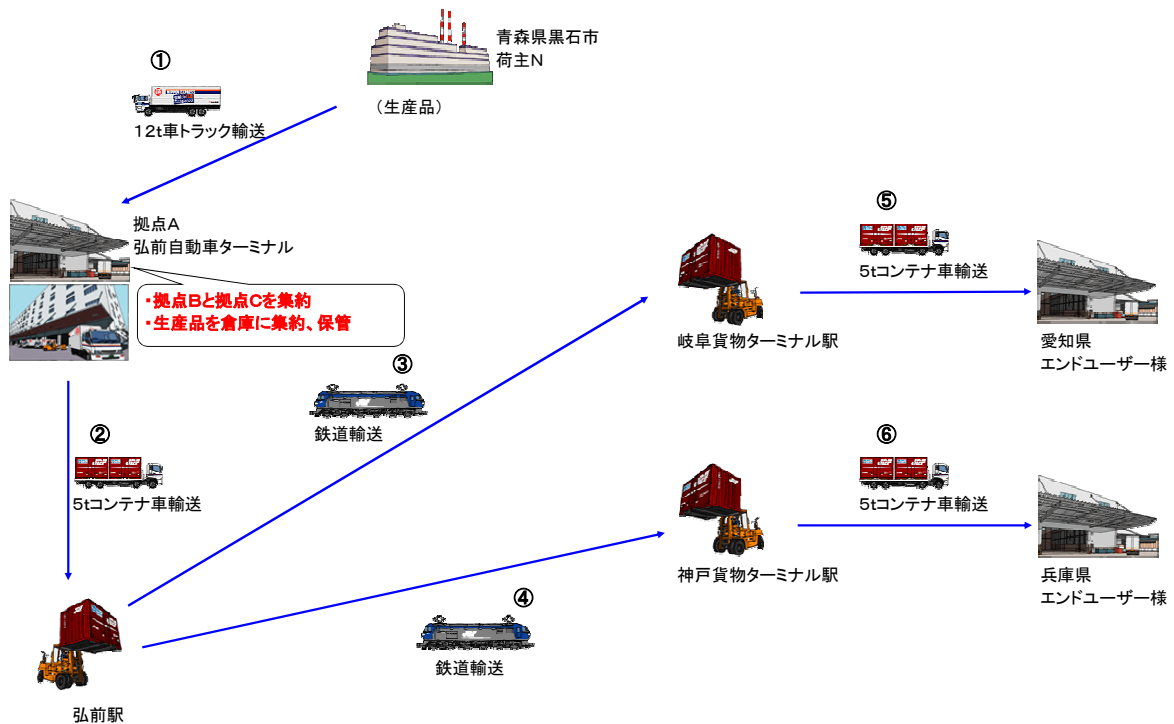 青森県黒石市
荷主N
(生産品)
①
12t車トラック輸送
拠点A
弘前自動車ターミナル
・拠点Bと拠点Cを集約
・生産品を倉庫に集約、保管
②
5tコンテナ車輸送
弘前駅
③
鉄道輸送
④
鉄道輸送
岐阜貨物ターミナル駅
⑤
5tコンテナ車輸送
愛知県
エンドユーザー様
神戸貨物ターミナル駅
⑥
5tコンテナ車輸送
兵庫県
エンドユーザー様